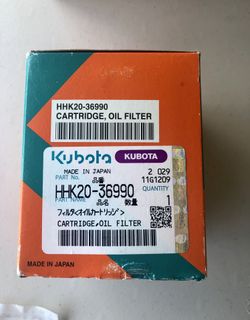 HHK20-36990
CARTRIDGE, OIL FILTER
Kubota KUBOTA
MADE IN JAPAN 2 029
PART No. 品番 11G1209
HHK20-36990 QUANTITY
PART NAME 品名 数量 1
フィルタ<オイルカートリッジ>
CARTRIDGE,OIL FILTER
MADE IN JAPAN